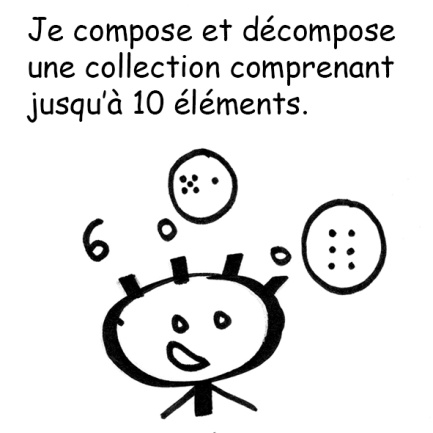 Je compose et décompose
une collection comprenant
jusqu'à 10 éléments.
6